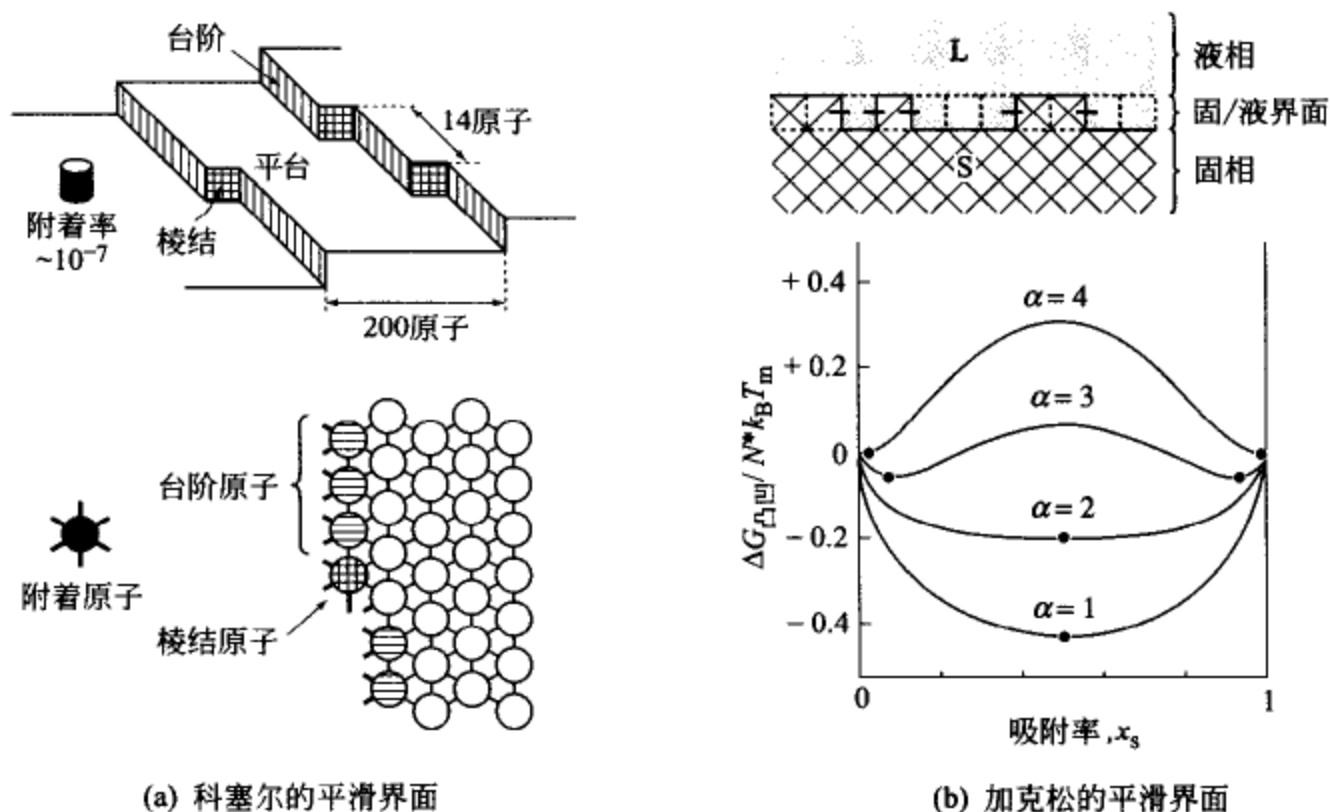 台阶
14原子
平台
附着率
~10⁻⁷
棱结
200原子
台阶原子
附着原子
棱结原子
(a) 科塞尔的平滑界面
L
液相
固/液界面
S
固相
+ 0.4
+ 0.2
0
− 0.2
− 0.4
ΔG凸凹/ N*k_BT_m
α = 4
α = 3
α = 2
α = 1
0
1
吸附率, x_s
(b) 加克松的平滑界面